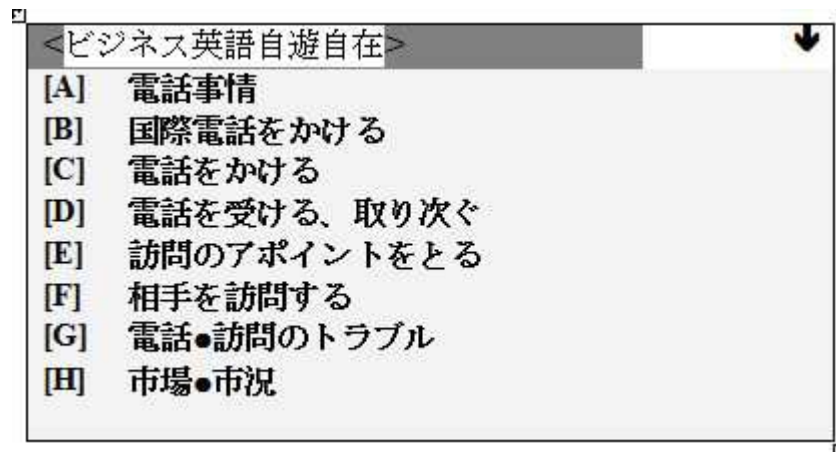 <ビジネス英語自遊自在>
[A] 電話事情
[B] 国際電話をかける
[C] 電話をかける
[D] 電話を受ける、取り次ぐ
[E] 訪問のアポイントをとる
[F] 相手を訪問する
[G] 電話●訪問のトラブル
[H] 市場●市況